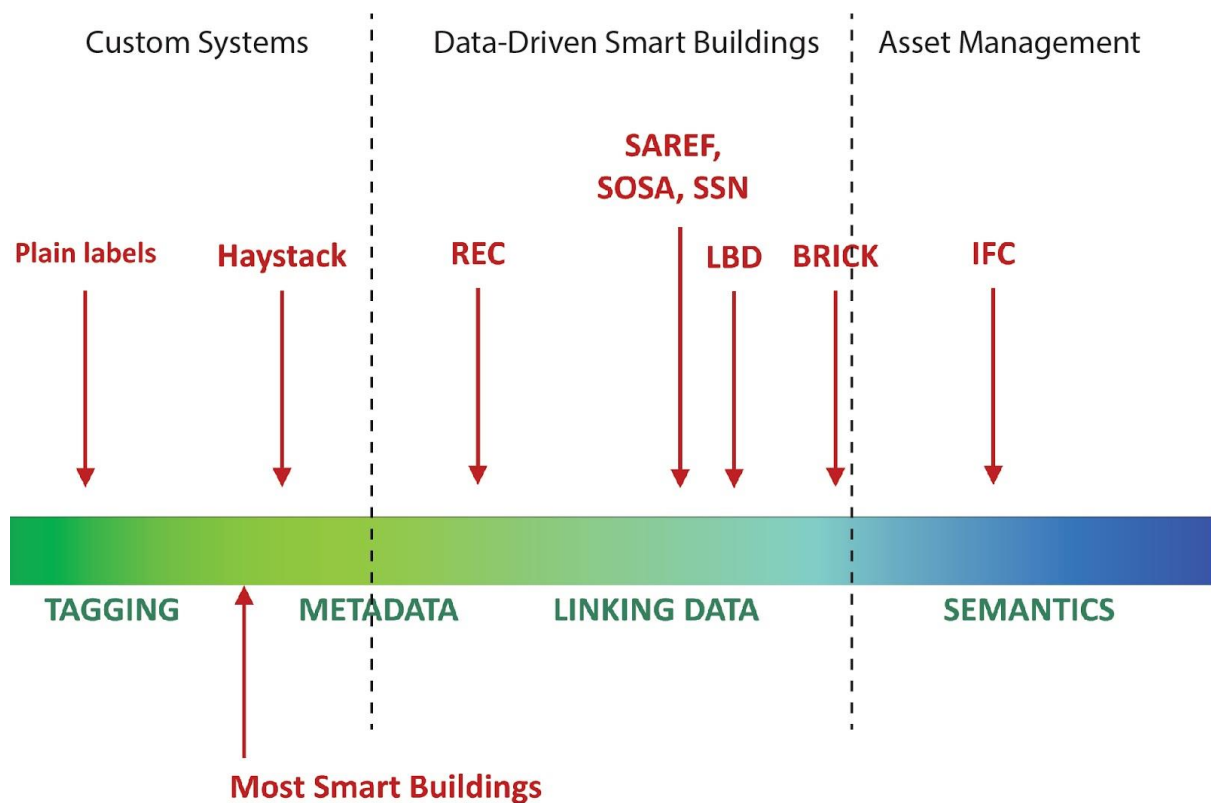 Custom Systems
Data-Driven Smart Buildings
Asset Management
SAREF,
SOSA, SSN
Plain labels
Haystack
REC
LBD
BRICK
IFC
TAGGING
METADATA
LINKING DATA
SEMANTICS
Most Smart Buildings